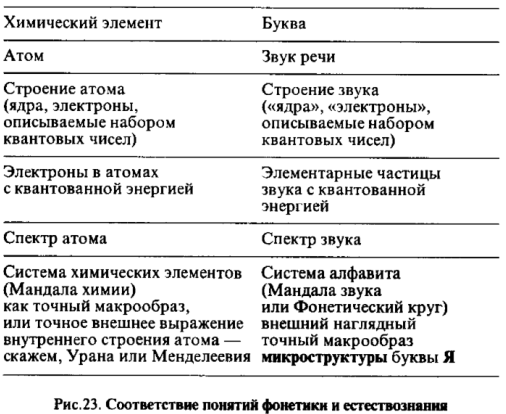 Химический элемент Буква
Атом Звук речи
Строение атома Строение звука
(ядра, электроны, («ядра», «электроны»,
описываемые набором описываемые набором
квантовых чисел) квантовых чисел)
Электроны в атомах Элементарные частицы
с квантованной энергией звука с квантованной
энергией
Спектр атома Спектр звука
Система химических элементов Система алфавита
(Мандала химии) (Мандала звука
как точный макрообраз, или Фонетический круг)
или точное внешнее выражение внешний наглядный
внутреннего строения атома — точный макрообраз
скажем, Урана или Менделеевия микроструктуры буквы Я
Рис.23. Соответствие понятий фонетики и естествознания